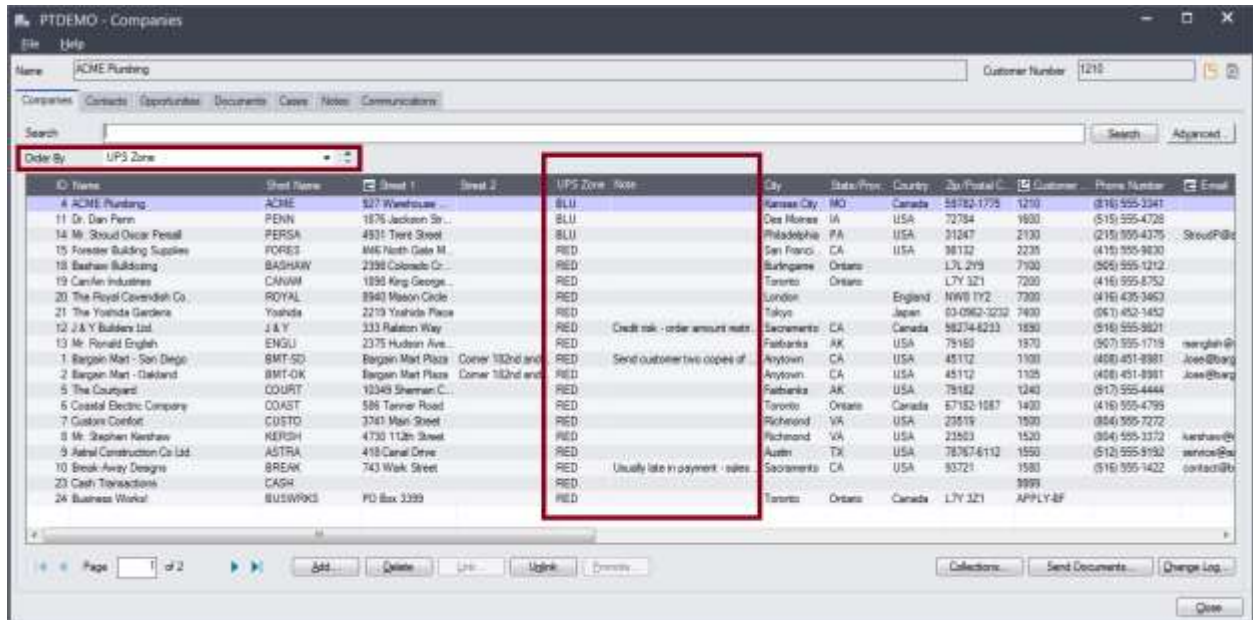 PTDEMO - Companies
File Help
Name ACME Plumbing Customer Number 1210
Companies Contacts Opportunities Documents Cases Notes Communications
Search Search Advanced...
Order By UPS Zone
ID Name Short Name Street 1 Street 2 UPS Zone Note City State/Prov. Country Zip/Postal C... Customer... Phone Number Email
4 ACME Plumbing ACME 927 Warehouse ... BLU Kansas City MO Canada 1210 (816) 555-3341
11 Dr. Dan Penn PENN 1876 Jackson Str... BLU Des Moines IA USA 72784 1600 (515) 555-4728
14 Mr. Stroud Oscar Persall PERSA 4931 Trent Street BLU Philadelphia PA USA 31247 2130 (215) 555-4375
15 Forester Building Supplies FORES North Gate M... RED San Franci... CA USA 98132 2235 (415) 555-9830
18 Bashaw Bulldozing BASHAW 2398 Colorado Cr... RED Burlingame Ontario L7L 2Y9 7100 (905) 555-1212
19 CanAm Industries CANAM 1898 King George... RED Toronto Ontario L7Y 3Z1 7200 (416) 555-8752
20 The Royal Cavendish Co. ROYAL 8940 Mason Circle RED London England NW8 1Y2 7300 (416) 435-3463
21 The Yoshida Gardens Yoshida 2219 Yoshida Place RED Tokyo Japan 03-0962-3232 7400 (061) 452-1452
12 J & Y Builders Ltd. J & Y 333 Ralston Way RED Credit risk - order amount restr... Sacramento CA Canada 98274-6233 1890 (916) 555-9821
13 Mr. Ronald English ENGLI 2375 Hudson Ave... RED Fairbanks AK USA 79160 1970 (907) 555-1719
1 Bargain Mart - San Diego BMT-SD Bargain Mart Plaza Corner 102nd and... RED Send customer two copies of ... Anytown CA USA 45112 1100 (408) 451-8981
2 Bargain Mart - Oakland BMT-OK Bargain Mart Plaza Corner 102nd and... RED Anytown CA USA 45112 1105 (408) 451-8981
5 The Courtyard COURT 10349 Sherman C... RED Fairbanks AK USA 79182 1240 (917) 555-4444
6 Coastal Electric Company COAST 586 Tanner Road RED Toronto Ontario Canada 67182-1087 1400 (416) 555-4799
7 Custom Comfort CUSTO 3741 Main Street RED Richmond VA USA 23519 1500 (804) 555-7272
8 Mr. Stephen Kershaw KERSH 4730 112th Street RED Richmond VA USA 23503 1520 (804) 555-3372
9 Astral Construction Co Ltd. ASTRA 418 Canal Drive RED Austin TX USA 78767-6112 1550 (512) 555-9192
10 Break-Away Designs BREAK 743 Walk Street RED Usually late in payment - sales... Sacramento CA USA 93721 1580 (916) 555-1422
23 Cash Transactions CASH RED 9999
24 Business Works! BUSWRKS PO Box 3399 RED Toronto Ontario Canada L7Y 3Z1 APPLY-BF
Page 1 of 2 Add... Delete Link... Unlink Promote... Collections... Send Documents... Change Log...
Close